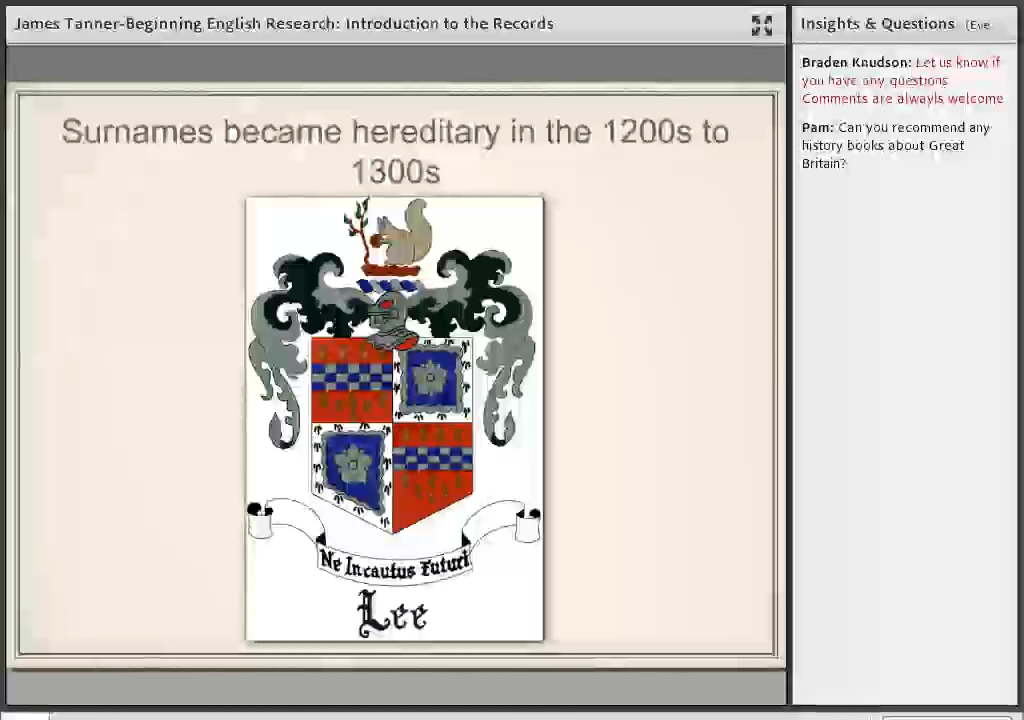 James Tanner-Beginning English Research: Introduction to the Records
Surnames became hereditary in the 1200s to
1300s
Ne Incautus Futuri
Lee
Insights & Questions (Eve
Braden Knudson: Let us know if
you have any questions
Comments are alwayls welcome
Pam: Can you recommend any
history books about Great
Britain?